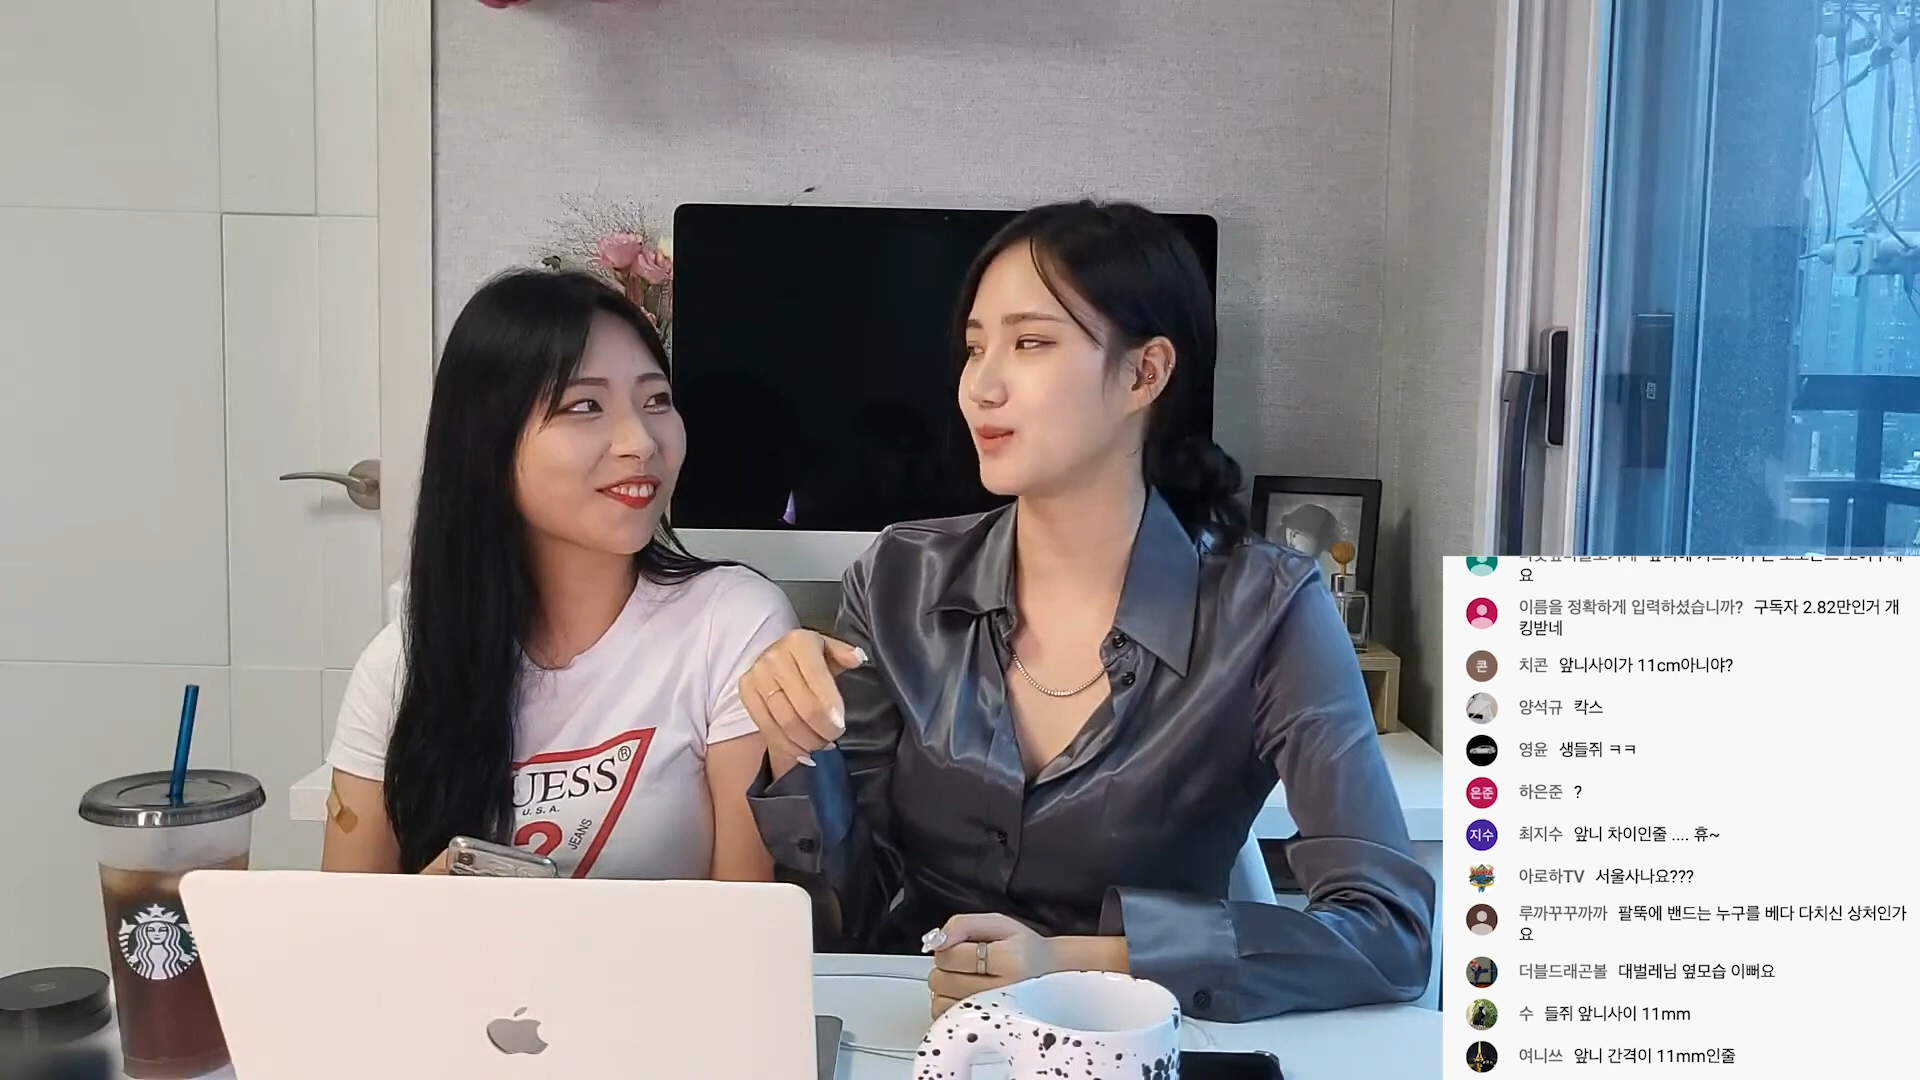 UESS®
U.S.A.
?
JEANS
요
이름을 정확하게 입력하셨습니까? 구독자 2.82만인거 개
킹받네
콘 치콘 앞니사이가 11cm아니야?
양석규 칵스
영윤 생들쥐 ㅋㅋ
은준 하은준 ?
지수 최지수 앞니 차이인줄 .... 휴~
아로하TV 서울사나요???
루까꾸꾸까까 팔뚝에 밴드는 누구를 베다 다치신 상처인가
요
더블드래곤볼 대벌레님 옆모습 이뻐요
수 들쥐 앞니사이 11mm
여니쓰 앞니 간격이 11mm인줄